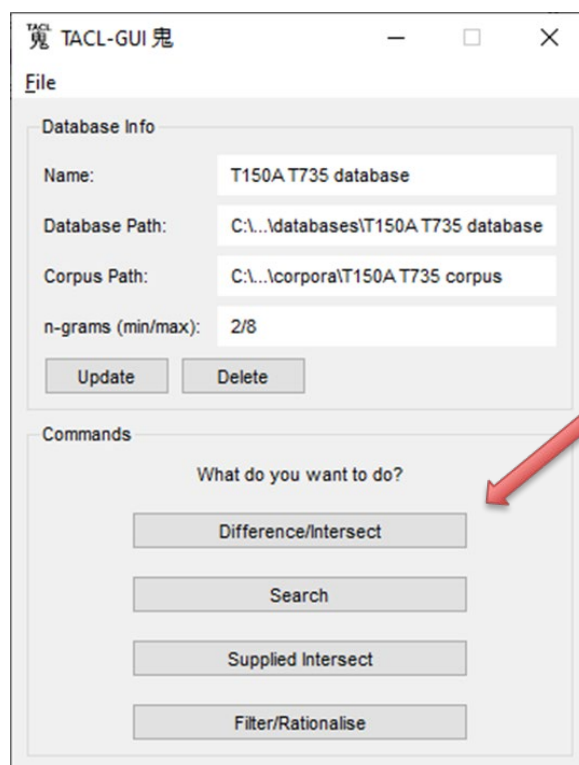 TACL 鬼 TACL-GUI 鬼
File
Database Info
Name: T150A T735 database
Database Path: C:\...\databases\T150A T735 database
Corpus Path: C:\...\corpora\T150A T735 corpus
n-grams (min/max): 2/8
Update Delete
Commands
What do you want to do?
Difference/Intersect
Search
Supplied Intersect
Filter/Rationalise